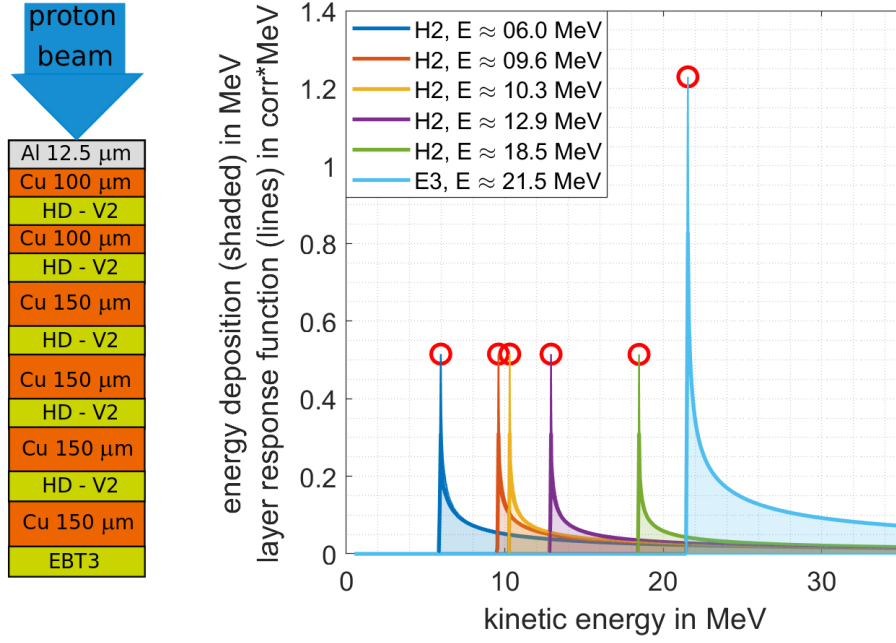 proton
beam
Al 12.5 μm
Cu 100 μm
HD - V2
Cu 100 μm
HD - V2
Cu 150 μm
HD - V2
Cu 150 μm
HD - V2
Cu 150 μm
HD - V2
Cu 150 μm
EBT3
energy deposition (shaded) in MeV
layer response function (lines) in corr*MeV
1.4
1.2
1
0.8
0.6
0.4
0.2
0
H2, E ≈ 06.0 MeV
H2, E ≈ 09.6 MeV
H2, E ≈ 10.3 MeV
H2, E ≈ 12.9 MeV
H2, E ≈ 18.5 MeV
E3, E ≈ 21.5 MeV
0 10 20 30
kinetic energy in MeV